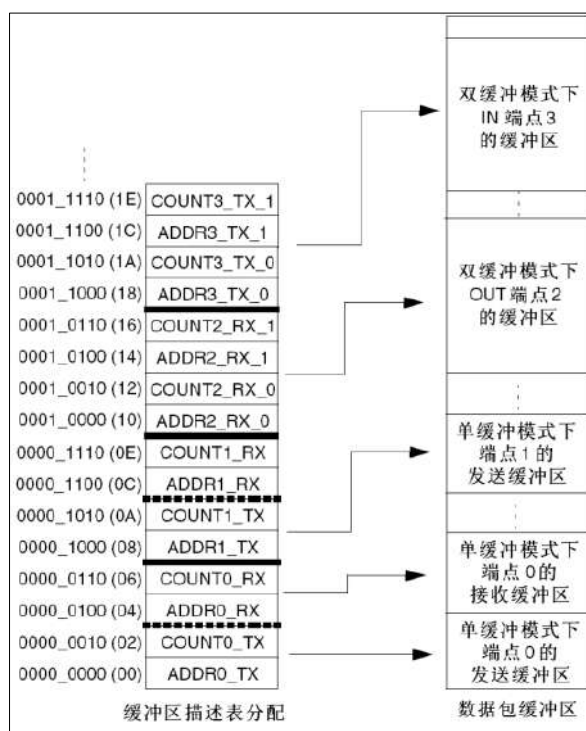 0001_1110 (1E) COUNT3_TX_1
0001_1100 (1C) ADDR3_TX_1
0001_1010 (1A) COUNT3_TX_0
0001_1000 (18) ADDR3_TX_0
0001_0110 (16) COUNT2_RX_1
0001_0100 (14) ADDR2_RX_1
0001_0010 (12) COUNT2_RX_0
0001_0000 (10) ADDR2_RX_0
0000_1110 (0E) COUNT1_RX
0000_1100 (0C) ADDR1_RX
0000_1010 (0A) COUNT1_TX
0000_1000 (08) ADDR1_TX
0000_0110 (06) COUNT0_RX
0000_0100 (04) ADDR0_RX
0000_0010 (02) COUNT0_TX
0000_0000 (00) ADDR0_TX
缓冲区描述表分配
双缓冲模式下
IN 端点3
的缓冲区
双缓冲模式下
OUT 端点2
的缓冲区
单缓冲模式下
端点1的
发送缓冲区
单缓冲模式下
端点0的
接收缓冲区
单缓冲模式下
端点0的
发送缓冲区
数据包缓冲区